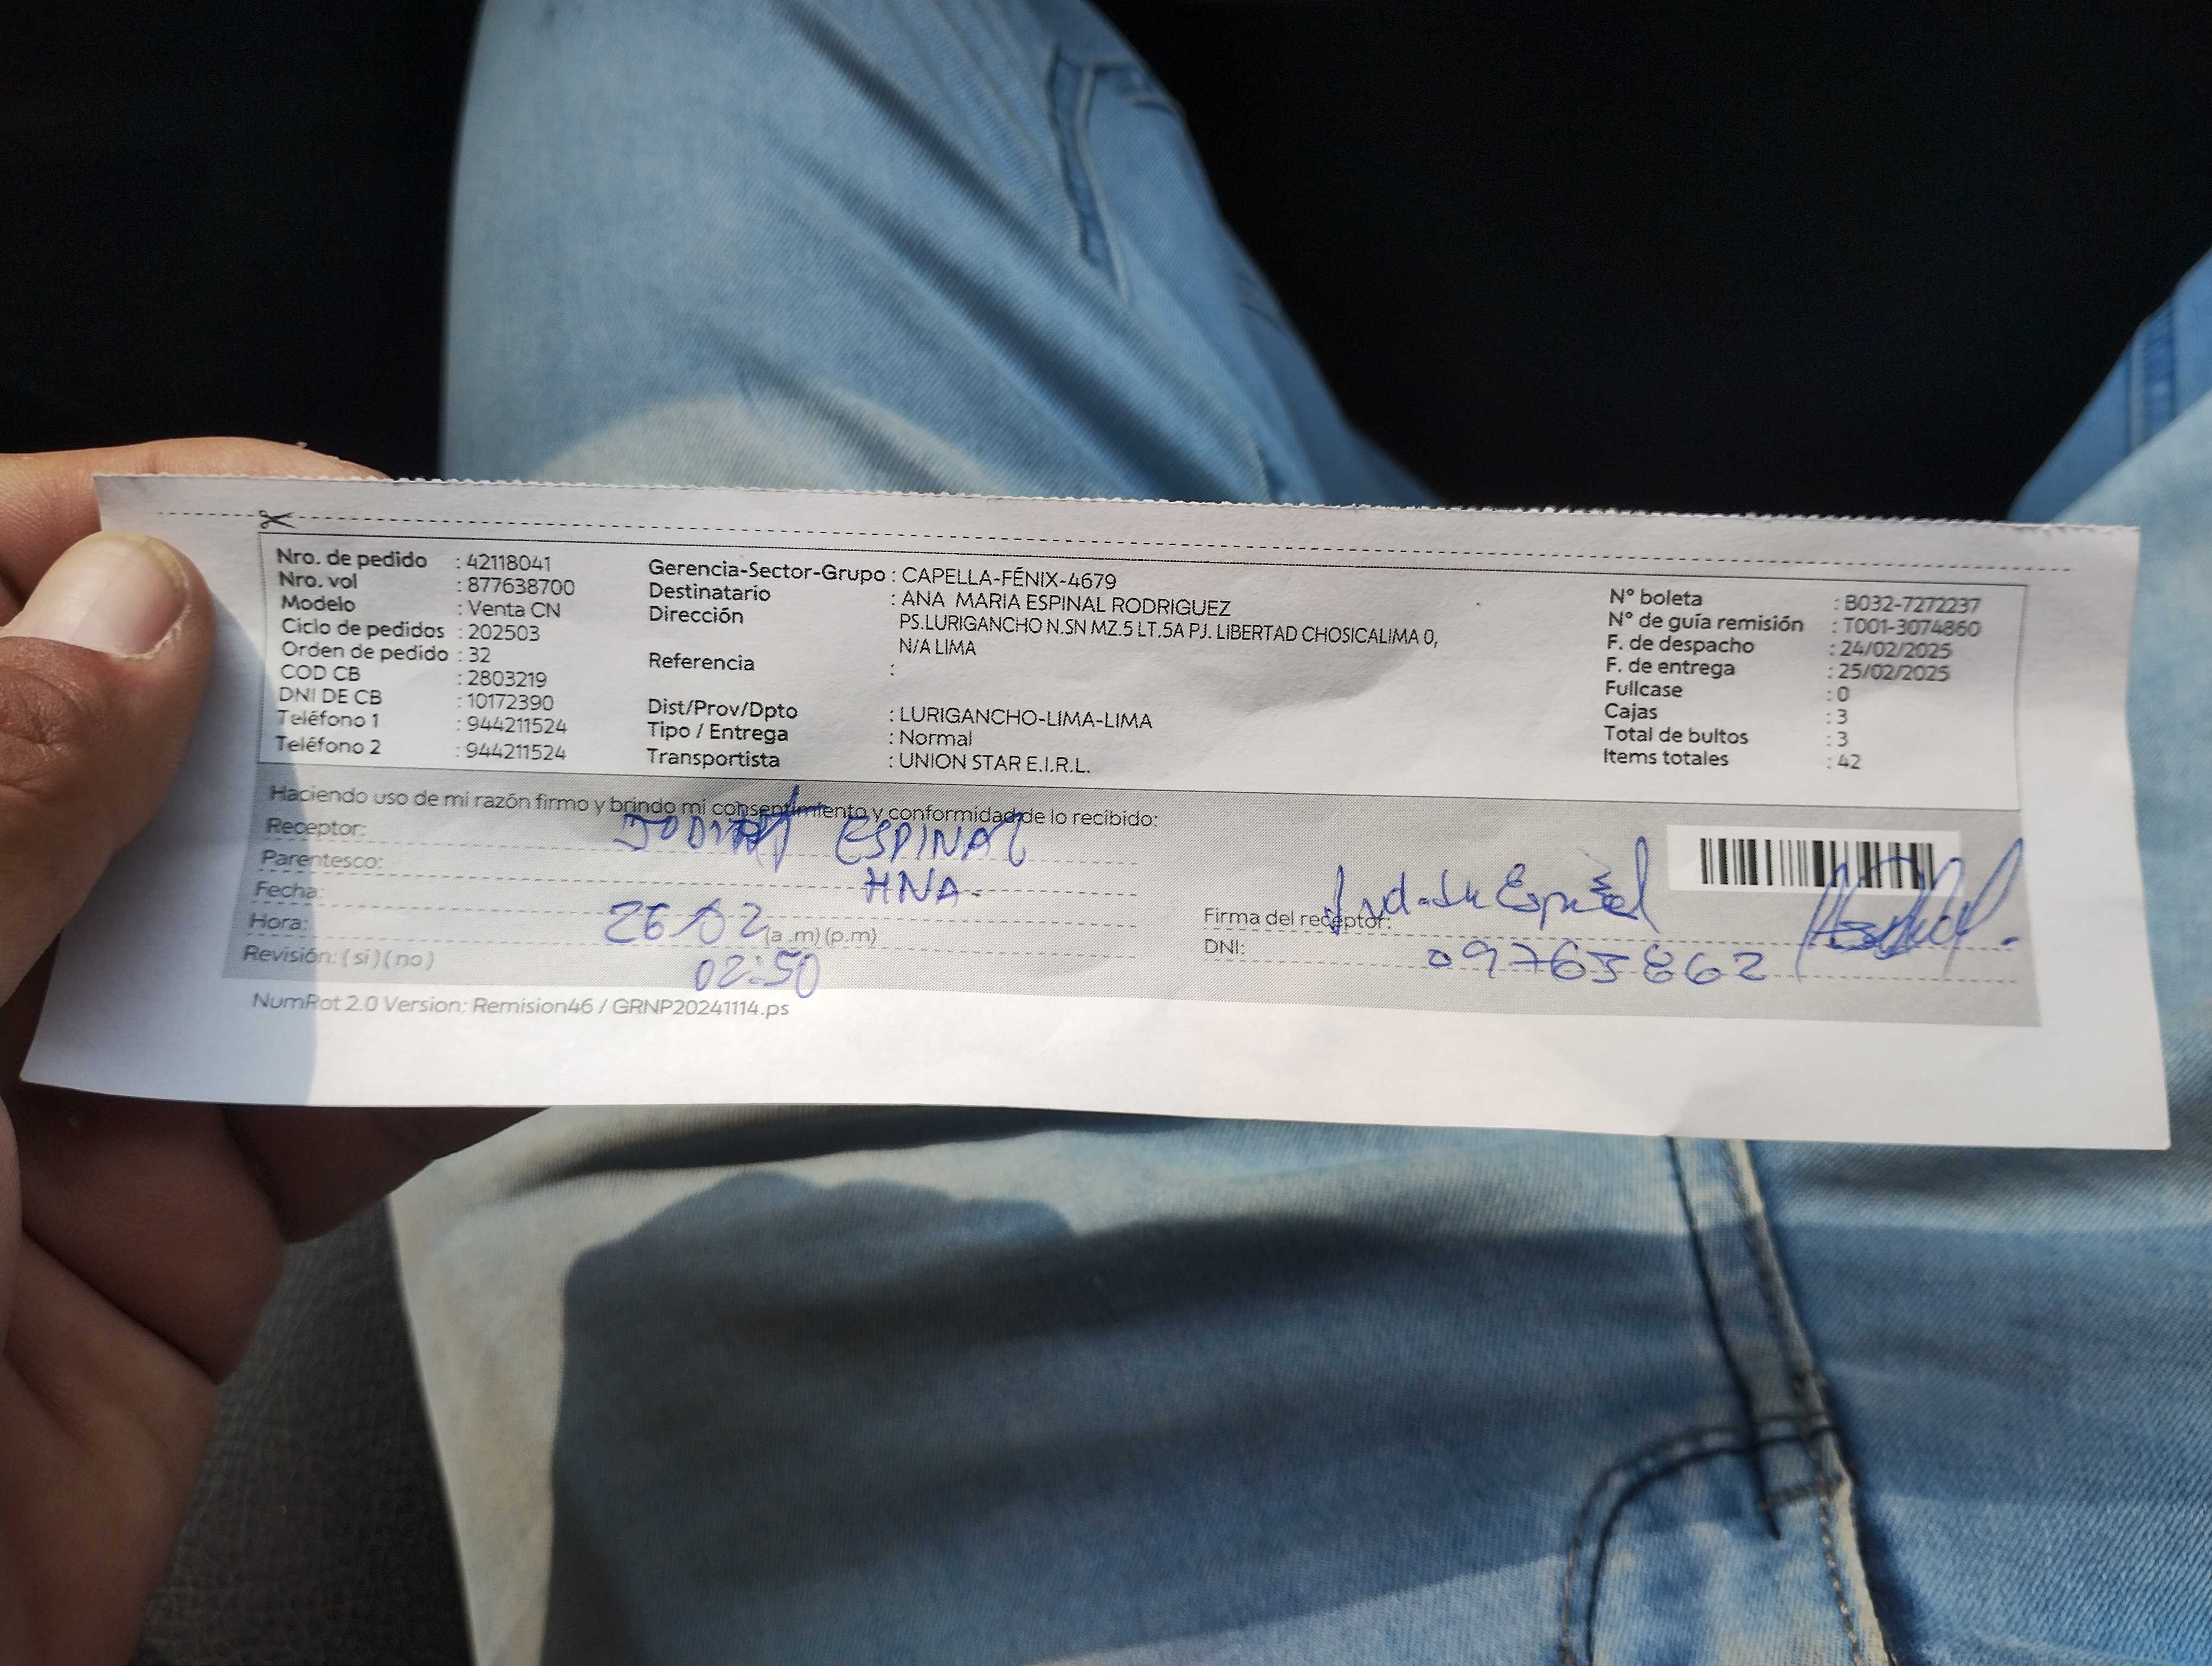 Nro. de pedido : 42118041
Nro. vol : 877638700
Modelo : Venta CN
Ciclo de pedidos : 202503
Orden de pedido : 32
COD CB : 2803219
DNI DE CB : 10172390
Teléfono 1 : 944211524
Teléfono 2 : 944211524
Gerencia-Sector-Grupo : CAPELLA-FÉNIX-4679
Destinatario : ANA MARIA ESPINAL RODRIGUEZ
Dirección PS.LURIGANCHO N.SN MZ.5 LT.5A PJ. LIBERTAD CHOSICALIMA 0,
N/A LIMA
Referencia :
Dist/Prov/Dpto : LURIGANCHO-LIMA-LIMA
Tipo / Entrega : Normal
Transportista : UNION STAR E.I.R.L.
N° boleta : B032-7272237
N° de guía remisión : T001-3074860
F. de despacho : 24/02/2025
F. de entrega : 25/02/2025
Fullcase : 0
Cajas : 3
Total de bultos : 3
Items totales : 42
Haciendo uso de mi razón firmo y brindo mi consentimiento y conformidad de lo recibido:
Receptor: ESPINAL
Parentesco: HNA.
Fecha: 26/02
Hora: (a .m) (p.m)
02:50
Revisión: ( si ) ( no )
Firma del receptor: Espinal
DNI: 09763862
NumRot 2.0 Version: Remision46 / GRNP20241114.ps